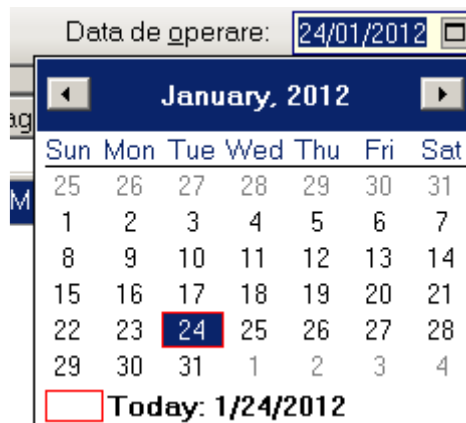 Data de operare: 24/01/2012
ag
January, 2012
M
Sun Mon Tue Wed Thu Fri Sat
25 26 27 28 29 30 31
1 2 3 4 5 6 7
8 9 10 11 12 13 14
15 16 17 18 19 20 21
22 23 24 25 26 27 28
29 30 31 1 2 3 4
Today: 1/24/2012